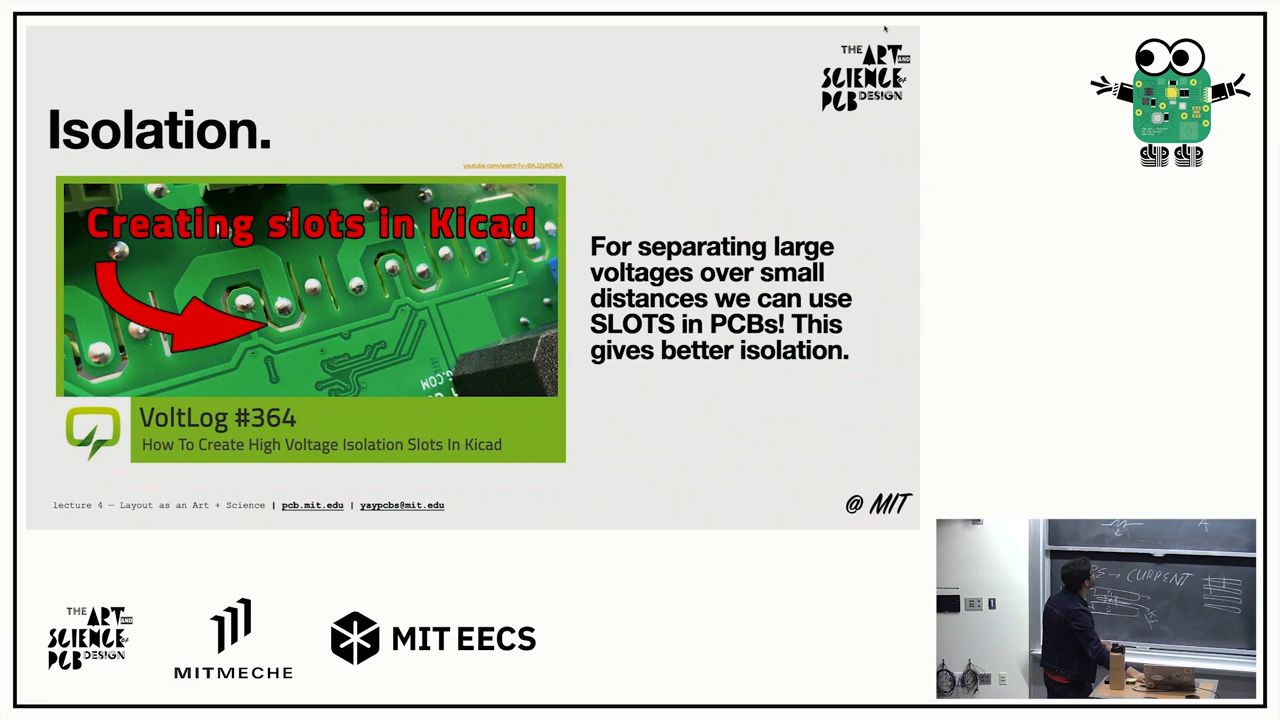 THE ART AND
SCIENCE of
PCB DESIGN
Isolation.
Creating slots in Kicad
VoltLog #364
How To Create High Voltage Isolation Slots In Kicad
For separating large
voltages over small
distances we can use
SLOTS in PCBs! This
gives better isolation.
lecture 4 — Layout as an Art + Science | pcb.mit.edu | yaypcbs@mit.edu
@ MIT
THE ART AND
SCIENCE of
PCB DESIGN
MITMECHE
MIT EECS
→ CURRENT